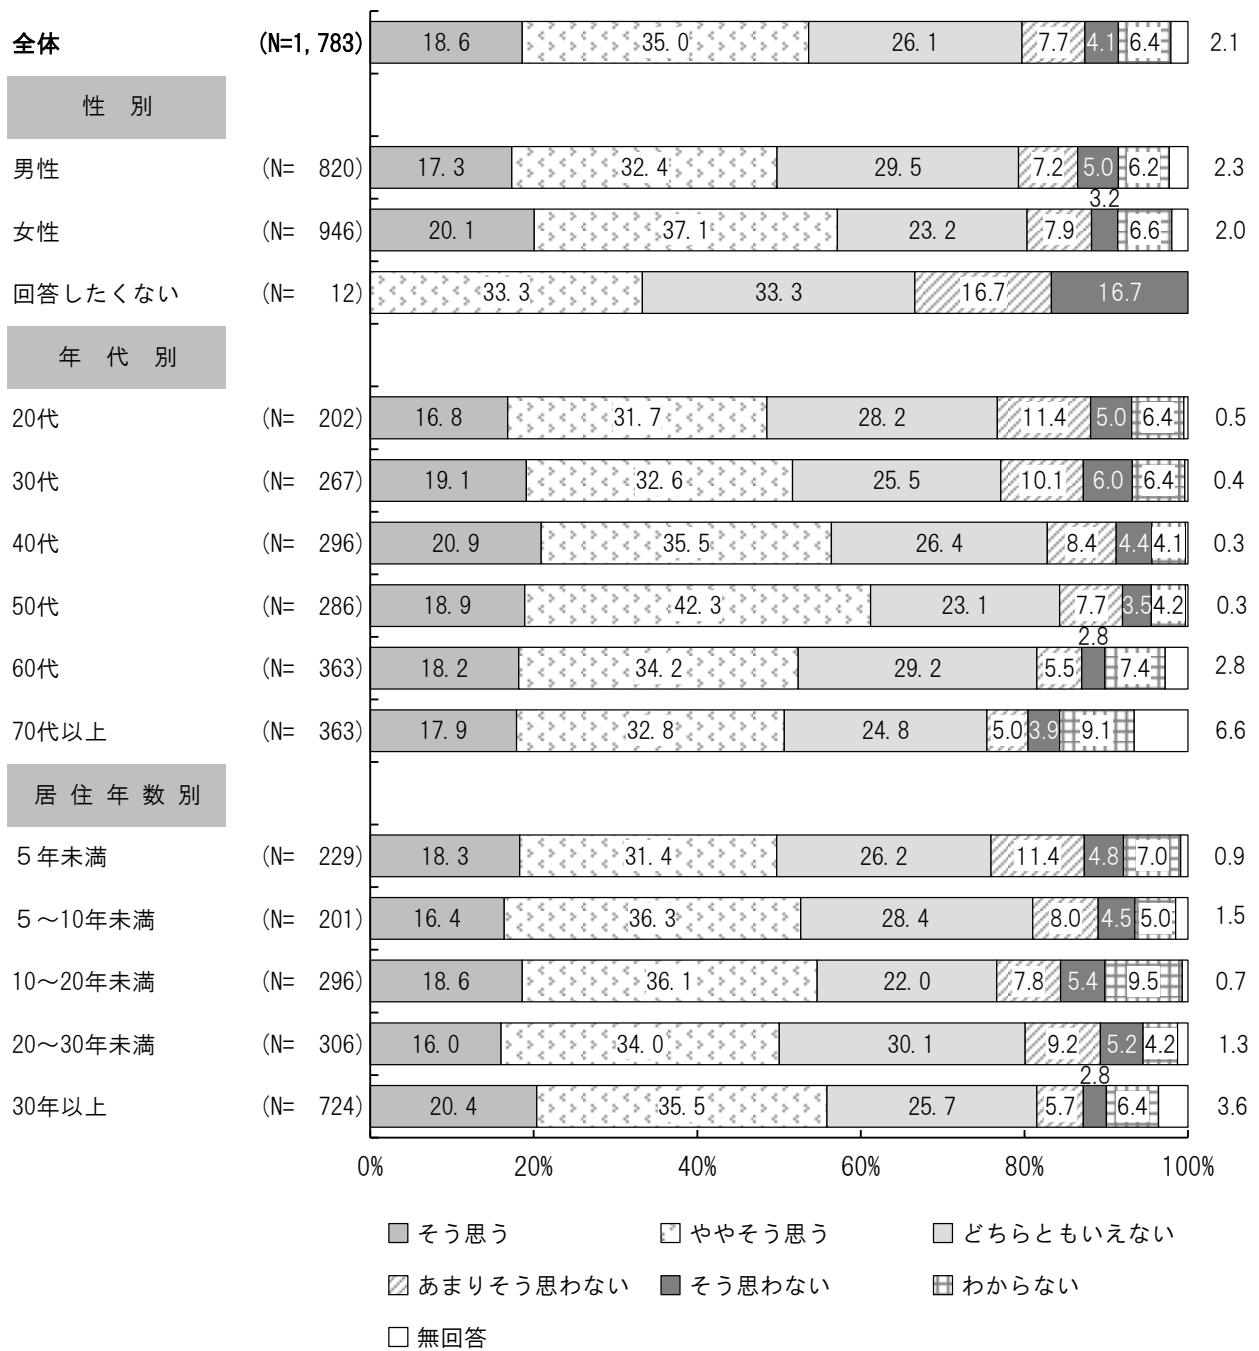 全体 (N=1,783) 18.6 35.0 26.1 7.7 4.1 6.4 2.1
性 別
男性 (N= 820) 17.3 32.4 29.5 7.2 5.0 6.2 2.3
3.2
女性 (N= 946) 20.1 37.1 23.2 7.9 6.6 2.0
回答したくない (N= 12) 33.3 33.3 16.7 16.7
年 代 別
20代 (N= 202) 16.8 31.7 28.2 11.4 5.0 6.4 0.5
30代 (N= 267) 19.1 32.6 25.5 10.1 6.0 6.4 0.4
40代 (N= 296) 20.9 35.5 26.4 8.4 4.4 4.1 0.3
50代 (N= 286) 18.9 42.3 23.1 7.7 3.5 4.2 0.3
2.8
60代 (N= 363) 18.2 34.2 29.2 5.5 7.4 2.8
70代以上 (N= 363) 17.9 32.8 24.8 5.0 3.9 9.1 6.6
居 住 年 数 別
５年未満 (N= 229) 18.3 31.4 26.2 11.4 4.8 7.0 0.9
５～10年未満 (N= 201) 16.4 36.3 28.4 8.0 4.5 5.0 1.5
10～20年未満 (N= 296) 18.6 36.1 22.0 7.8 5.4 9.5 0.7
20～30年未満 (N= 306) 16.0 34.0 30.1 9.2 5.2 4.2 1.3
2.8
30年以上 (N= 724) 20.4 35.5 25.7 5.7 6.4 3.6
0% 20% 40% 60% 80% 100%
そう思う ややそう思う どちらともいえない
あまりそう思わない そう思わない わからない
無回答